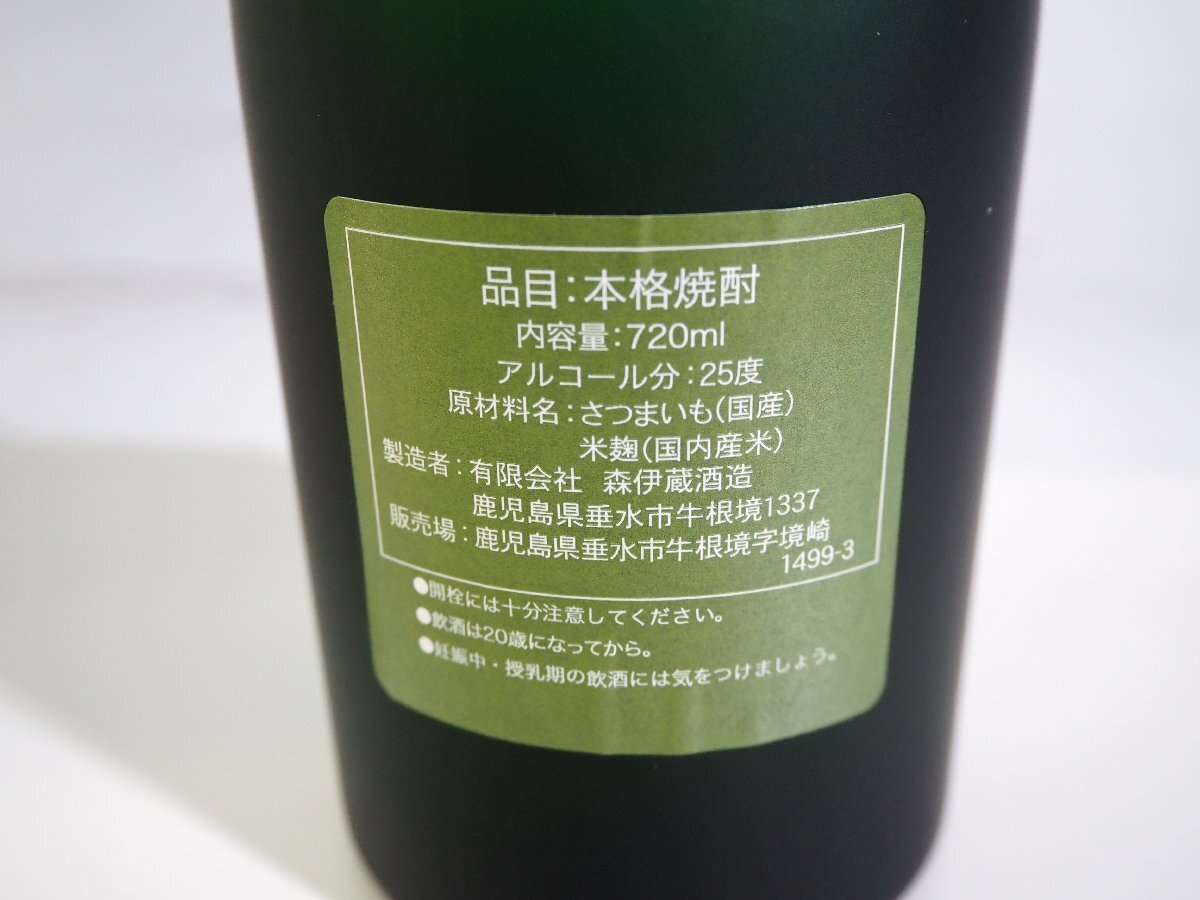 品目：本格焼酎
内容量：720ml
アルコール分：25度
原材料名：さつまいも（国産）
米麹（国内産米）
製造者：有限会社 森伊蔵酒造
鹿児島県垂水市牛根境1337
販売場：鹿児島県垂水市牛根境字境崎
1499-3
●開栓には十分注意してください。
●飲酒は20歳になってから。
●妊娠中・授乳期の飲酒には気をつけましょう。